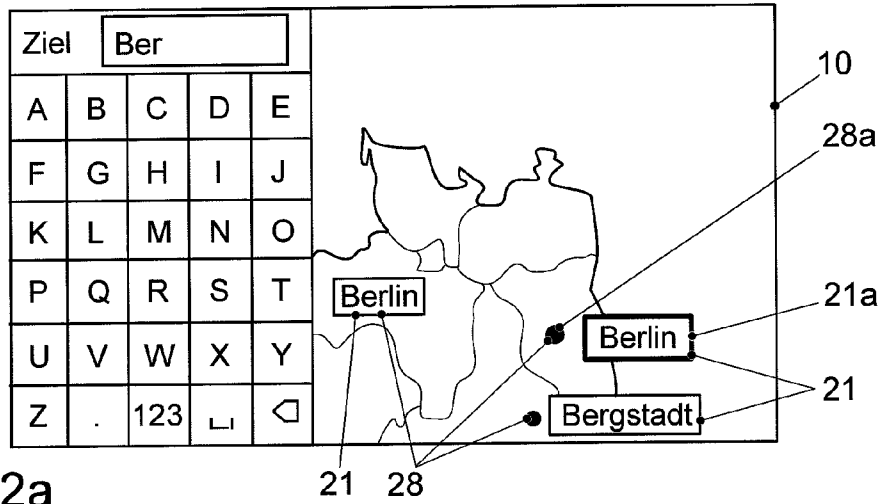 Ziel Ber
A B C D E
F G H I J
K L M N O
P Q R S T
U V W X Y
Z . 123 ⌴
Berlin
Berlin
Bergstadt
10
28a
21a
21
21 28
2a